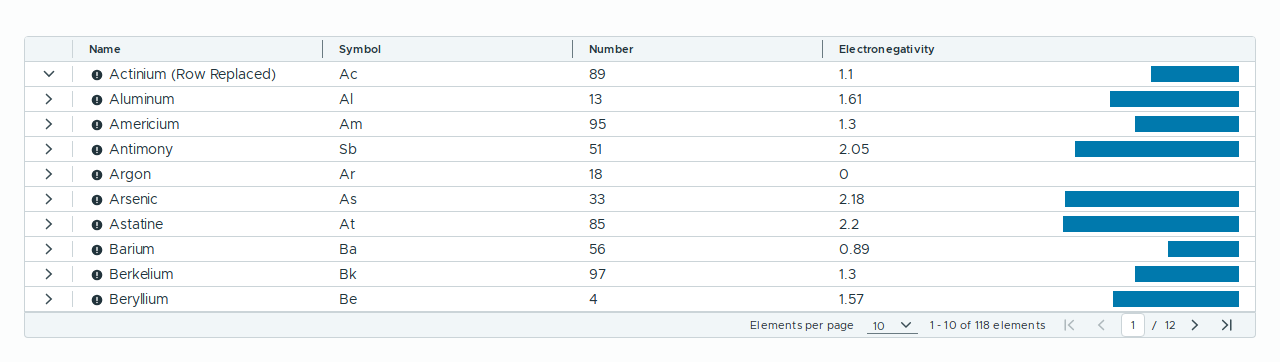 Name Symbol Number Electronegativity
Actinium (Row Replaced) Ac 89 1.1
Aluminum Al 13 1.61
Americium Am 95 1.3
Antimony Sb 51 2.05
Argon Ar 18 0
Arsenic As 33 2.18
Astatine At 85 2.2
Barium Ba 56 0.89
Berkelium Bk 97 1.3
Beryllium Be 4 1.57
Elements per page 10 1 - 10 of 118 elements 1 / 12